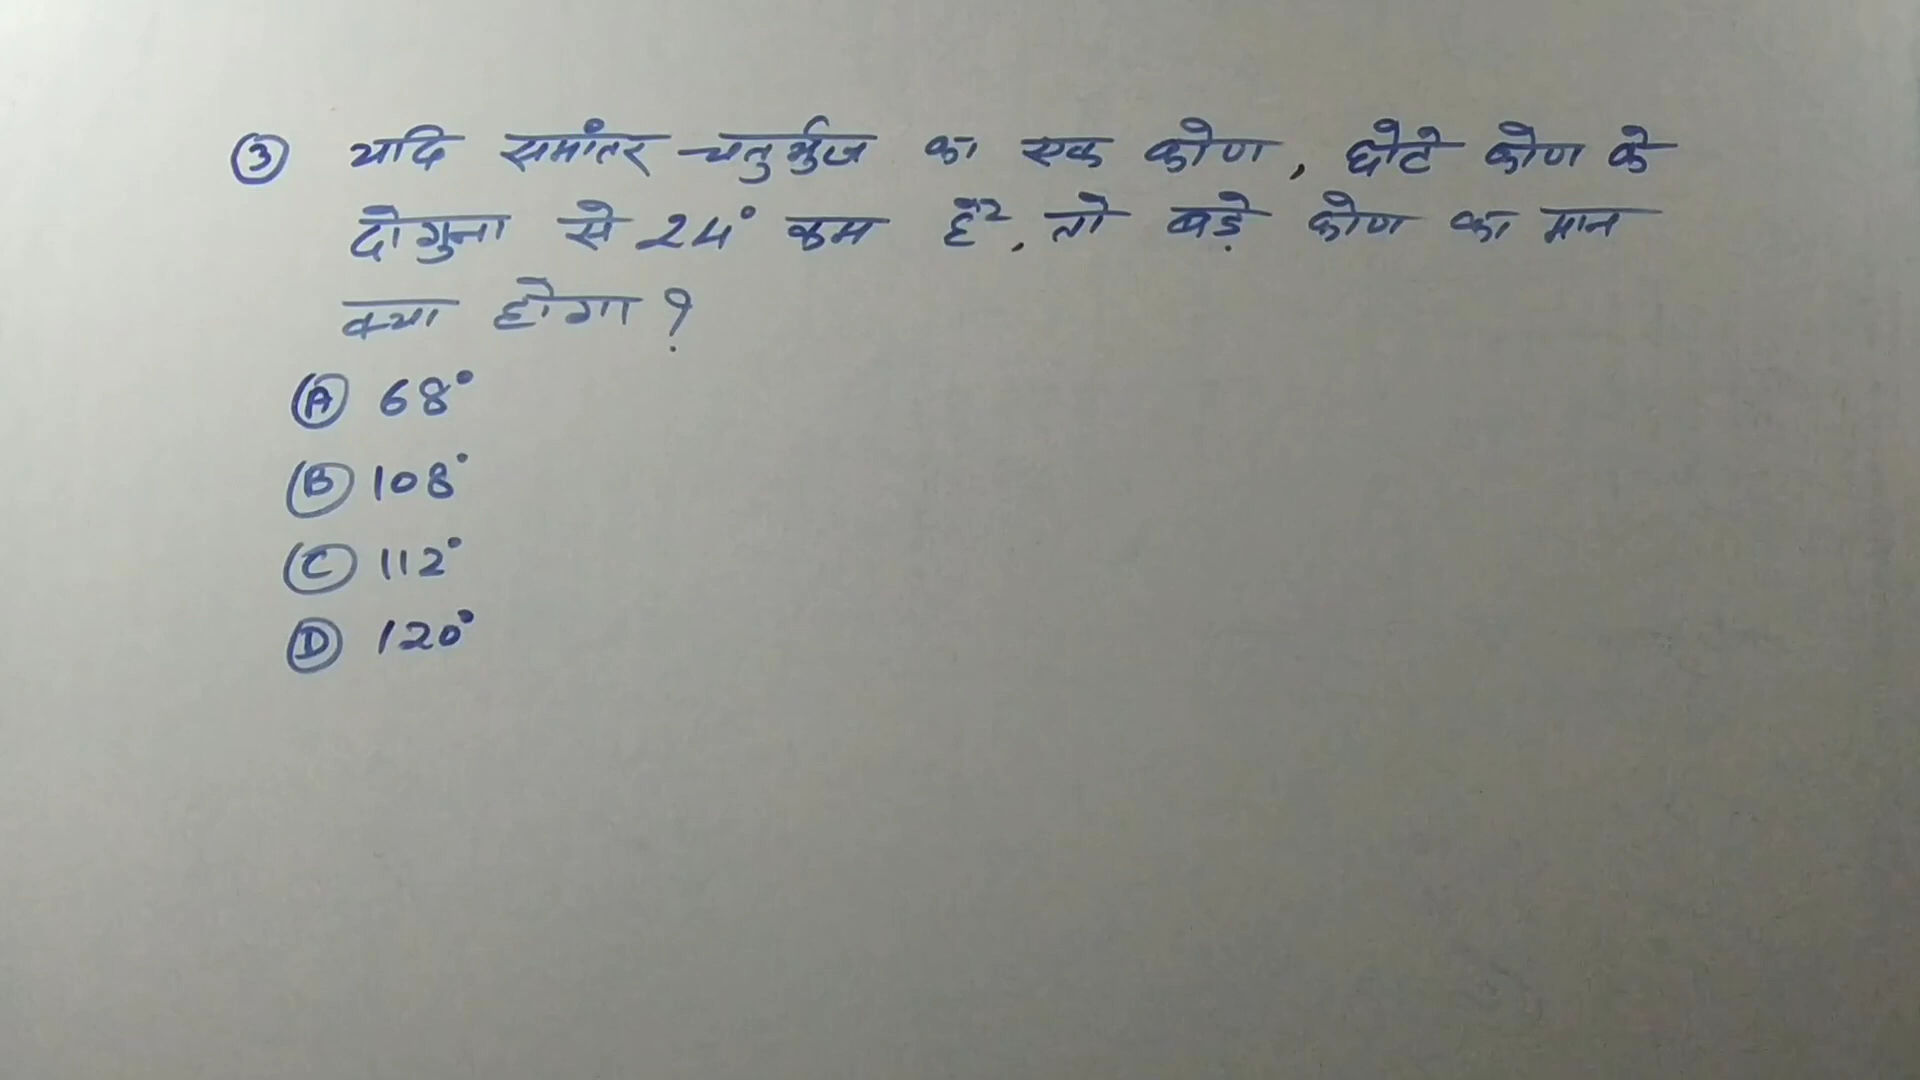 ③ यदि समांतर चतुर्भुज का एक कोण, छोटे कोण के
दोगुना से 24° कम है, तो बड़े कोण का मान
क्या होगा ?
Ⓐ 68°
Ⓑ 108°
Ⓒ 112°
Ⓓ 120°